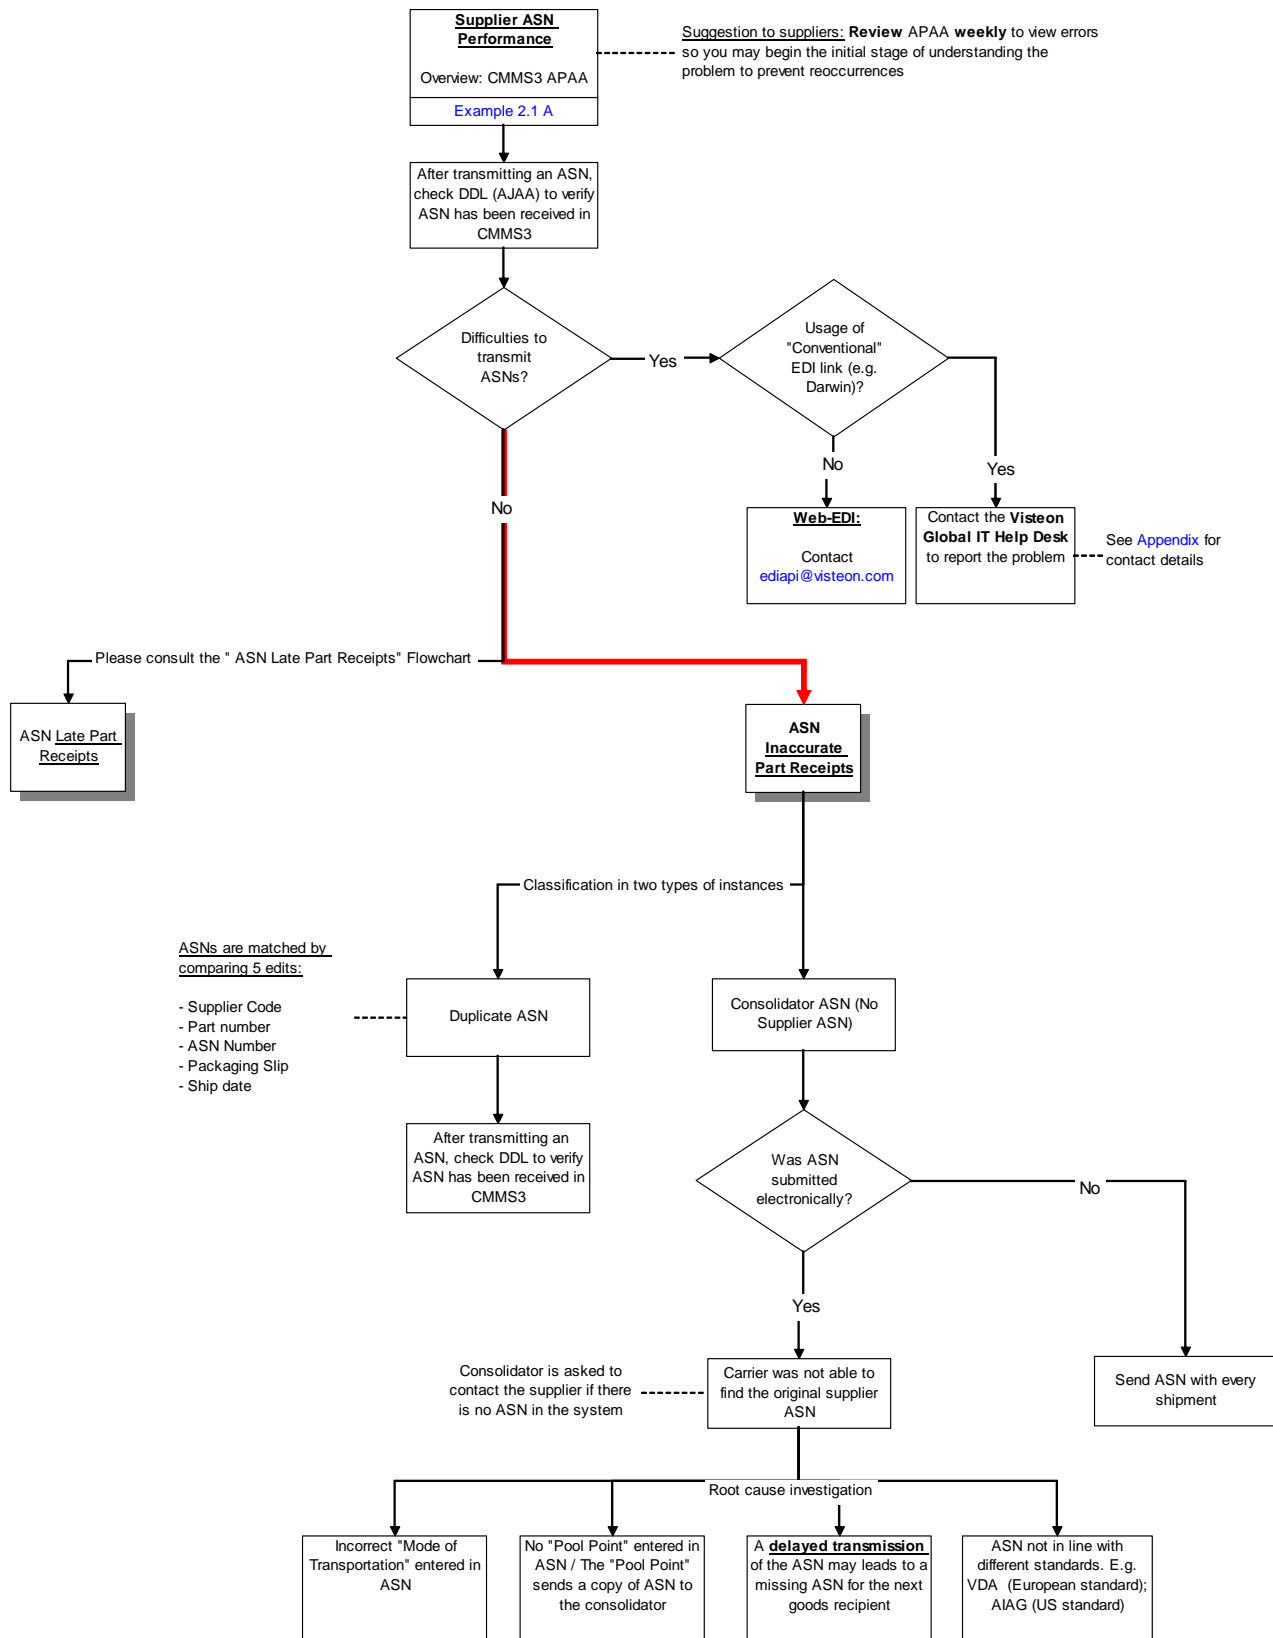 Supplier ASN
Performance
Overview: CMMS3 APAA
Example 2.1 A
Suggestion to suppliers: Review APAA weekly to view errors
so you may begin the initial stage of understanding the
problem to prevent reoccurrences
After transmitting an ASN,
check DDL (AJAA) to verify
ASN has been received in
CMMS3
Difficulties to
transmit
ASNs?
Yes
Usage of
"Conventional"
EDI link (e.g.
Darwin)?
No
Yes
No
Web-EDI:
Contact
ediapi@visteon.com
Contact the Visteon
Global IT Help Desk
to report the problem
See Appendix for
contact details
Please consult the " ASN Late Part Receipts" Flowchart
ASN Late Part
Receipts
ASN
Inaccurate
Part Receipts
Classification in two types of instances
ASNs are matched by
comparing 5 edits:
- Supplier Code
- Part number
- ASN Number
- Packaging Slip
- Ship date
Duplicate ASN
Consolidator ASN (No
Supplier ASN)
After transmitting an
ASN, check DDL to verify
ASN has been received in
CMMS3
Was ASN
submitted
electronically?
No
Yes
Consolidator is asked to
contact the supplier if there
is no ASN in the system
Carrier was not able to
find the original supplier
ASN
Send ASN with every
shipment
Root cause investigation
Incorrect "Mode of
Transportation" entered in
ASN
No "Pool Point" entered in
ASN / The "Pool Point"
sends a copy of ASN to
the consolidator
A delayed transmission
of the ASN may leads to a
missing ASN for the next
goods recipient
ASN not in line with
different standards. E.g.
VDA (European standard);
AIAG (US standard)